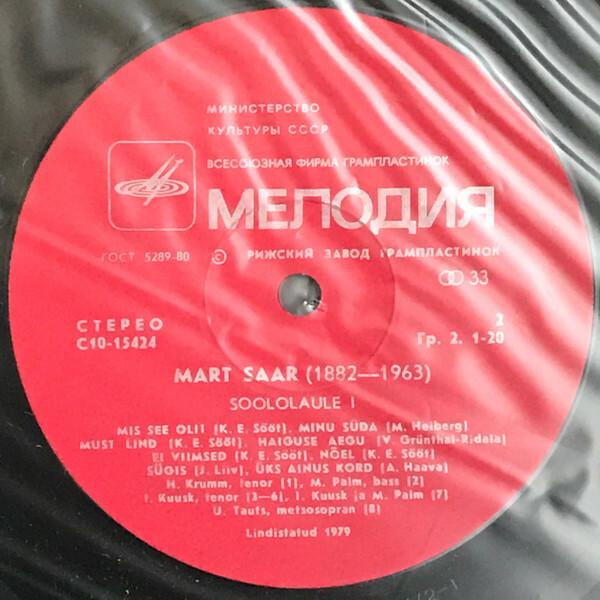 МИНИСТЕРСТВО
КУЛЬТУРЫ СССР
ВСЕСОЮЗНАЯ ФИРМА ГРАМПЛАСТИНОК
МЕЛОДИЯ
ГОСТ 5289-80 © РИЖСКИЙ ЗАВОД ГРАМПЛАСТИНОК
33
СТЕРЕО 2
С10-15424 Гр. 2. 1-20
MART SAAR (1882—1963)
SOOLOLAULE I
MIS SEE OLI! (K. E. Sööt). MINU SÜDA (M. Heiberg)
MUST LIND (K. E. Sööt). HAIGUSE AEGU (V. Grünthal-Ridala)
EI VIIMSED (K. E. Sööt). NÕEL (K. E. Sööt)
SÜGIS (J. Liiv), ÜKS AINUS KORD (A. Haava)
H. Krumm, tenor (1), M. Palm, bass (2)
I. Kuusk, tenor (3—6), I. Kuusk ja M. Palm (7)
U. Tauts, metsosopran (8)
Lindistatud 1979